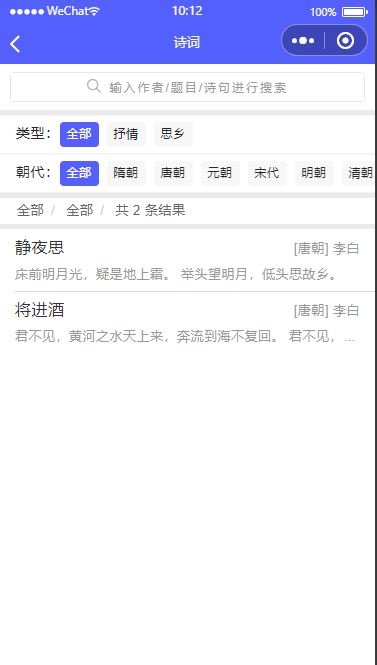 WeChat 10:12 100%
诗词
输入作者/题目/诗句进行搜索
类型: 全部 抒情 思乡
朝代: 全部 隋朝 唐朝 元朝 宋代 明朝 清朝
全部 / 全部 / 共 2 条结果
静夜思 [唐朝] 李白
床前明月光，疑是地上霜。 举头望明月，低头思故乡。
将进酒 [唐朝] 李白
君不见，黄河之水天上来，奔流到海不复回。 君不见，...